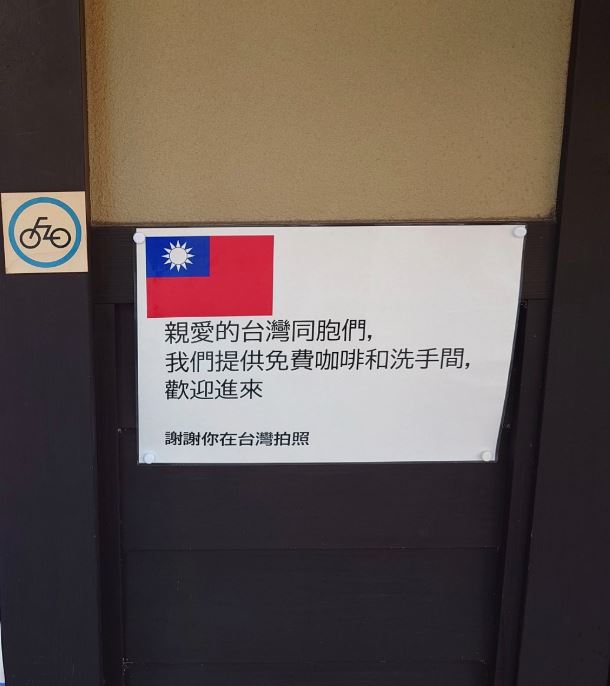 親愛的台灣同胞們,
我們提供免費咖啡和洗手間,
歡迎進來
謝謝你在台灣拍照